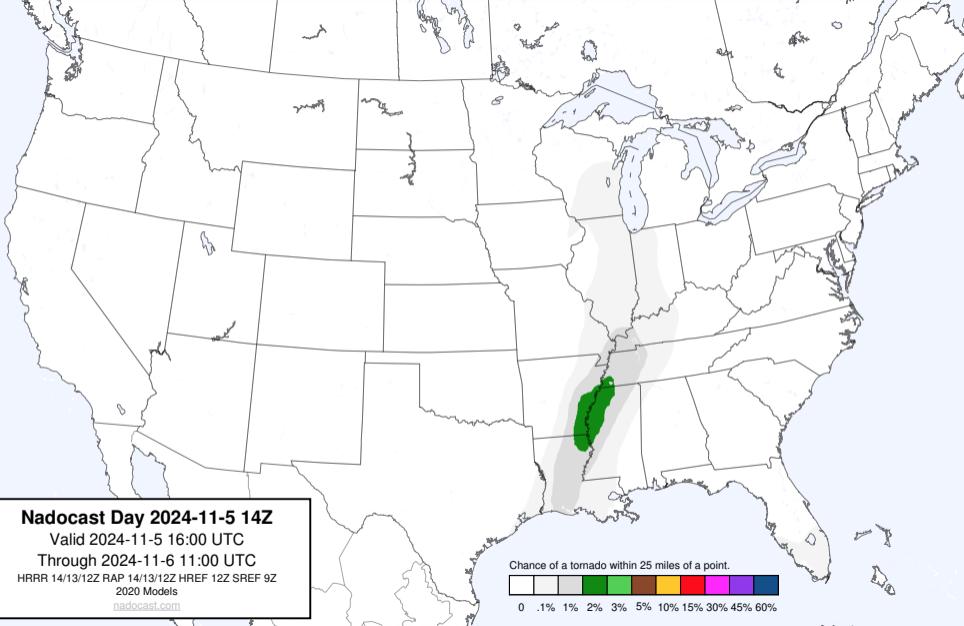 Nadocast Day 2024-11-5 14Z
Valid 2024-11-5 16:00 UTC
Through 2024-11-6 11:00 UTC
HRRR 14/13/12Z RAP 14/13/12Z HREF 12Z SREF 9Z
2020 Models
nadocast.com
Chance of a tornado within 25 miles of a point.
0 .1% 1% 2% 3% 5% 10% 15% 30% 45% 60%